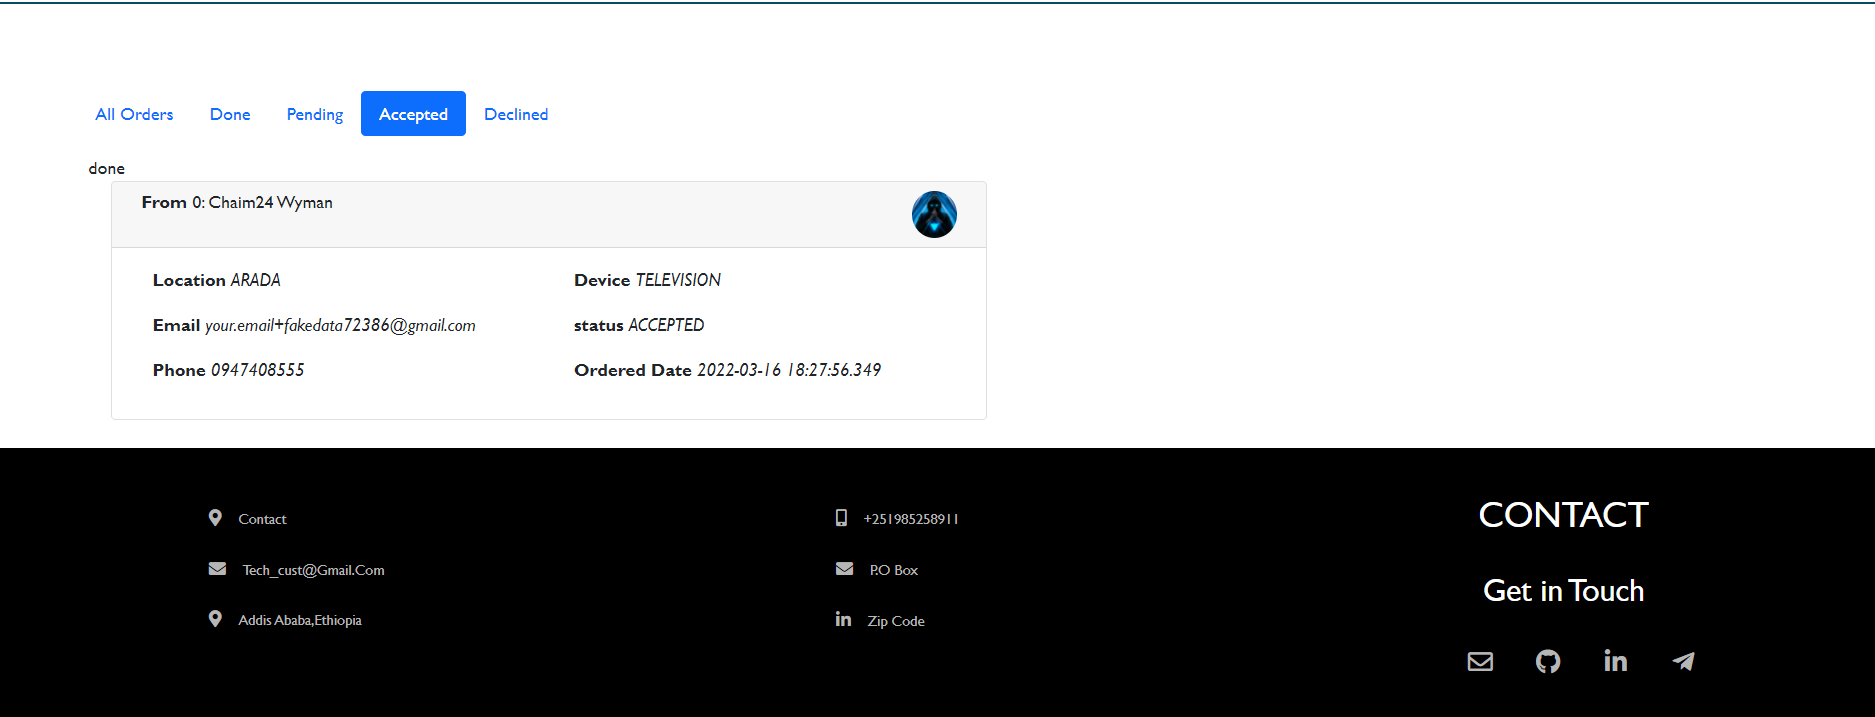 All Orders Done Pending Accepted Declined
done
From 0: Chaim24 Wyman
Location ARADA
Device TELEVISION
Email your.email+fakedata72386@gmail.com
status ACCEPTED
Phone 0947408555
Ordered Date 2022-03-16 18:27:56.349
Contact
Tech_cust@Gmail.Com
Addis Ababa,Ethiopia
+251985258911
P.O Box
Zip Code
CONTACT
Get in Touch